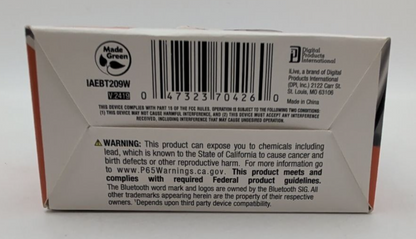 Made
Green
IAEBT209W
V:2419
0 47323 70426 0
Digital
Products
International
iLive, a brand of Digital
Products International
(DPI, Inc.) 2123 Carr St.
St. Louis, MO 63106
Made in China
THIS DEVICE COMPLIES WITH PART 15 OF THE FCC RULES. OPERATION IS SUBJECT TO THE FOLLOWING TWO CONDITIONS
(1) THIS DEVICE MAY NOT CAUSE HARMFUL INTERFERENCE, AND (2) THIS DEVICE MUST ACCEPT ANY INTERFERENCE
RECEIVED, INCLUDING INTERFERENCE THAT MAY CAUSE UNDESIRED OPERATION.
⚠WARNING: This product can expose you to chemicals including
lead, which is known to the State of California to cause cancer and
birth defects or other reproductive harm. For more information go
to www.P65Warnings.ca.gov. This product meets and
complies with required Federal product guidelines.
The Bluetooth word mark and logos are owned by the Bluetooth SIG. All
other trademarks appearing herein are the property of their respective
owners. ¹Depends upon third party device compatibility.